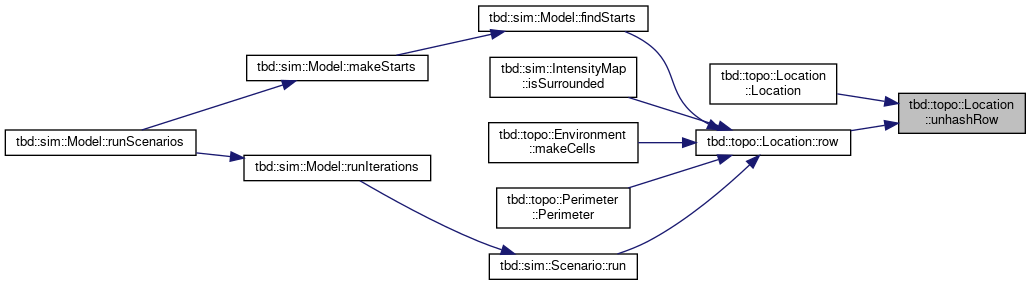 tbd::sim::Model::findStarts
tbd::sim::Model::makeStarts
tbd::sim::IntensityMap
::isSurrounded
tbd::topo::Location
::Location
tbd::topo::Location
::unhashRow
tbd::sim::Model::runScenarios
tbd::topo::Environment
::makeCells
tbd::topo::Location::row
tbd::sim::Model::runIterations
tbd::topo::Perimeter
::Perimeter
tbd::sim::Scenario::run